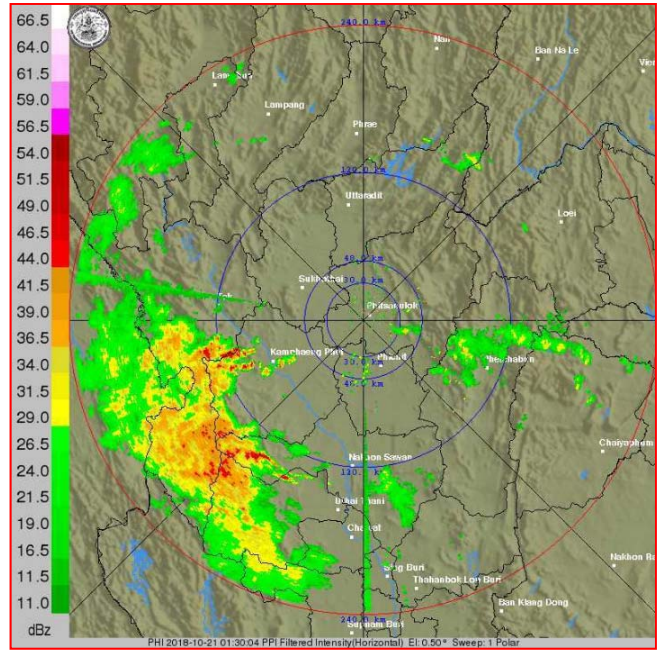 66.5
64.0
61.5
59.0
56.5
54.0
51.5
49.0
46.5
44.0
41.5
39.0
36.5
34.0
31.5
29.0
26.5
24.0
21.5
19.0
16.5
11.5
11.0
dBz
240.0 km
Nan
Ban Na Le
Lampang
Phrae
120.0 km
Uttaradit
Loei
Sukhothai
Phitsanulok
Kamphaeng Phet
Phichit
Phetchabun
Chaiyaphum
Nakhon Sawan
Uthai Thani
Chainat
Sing Buri
Thahanbok Lop Buri
Ban Klang Dong
240.0 km
Suphan Buri
PHI 2018-10-21 01:30:04 PPI Filtered Intensity(Horizontal) El: 0.50° Sweep: 1 Polar